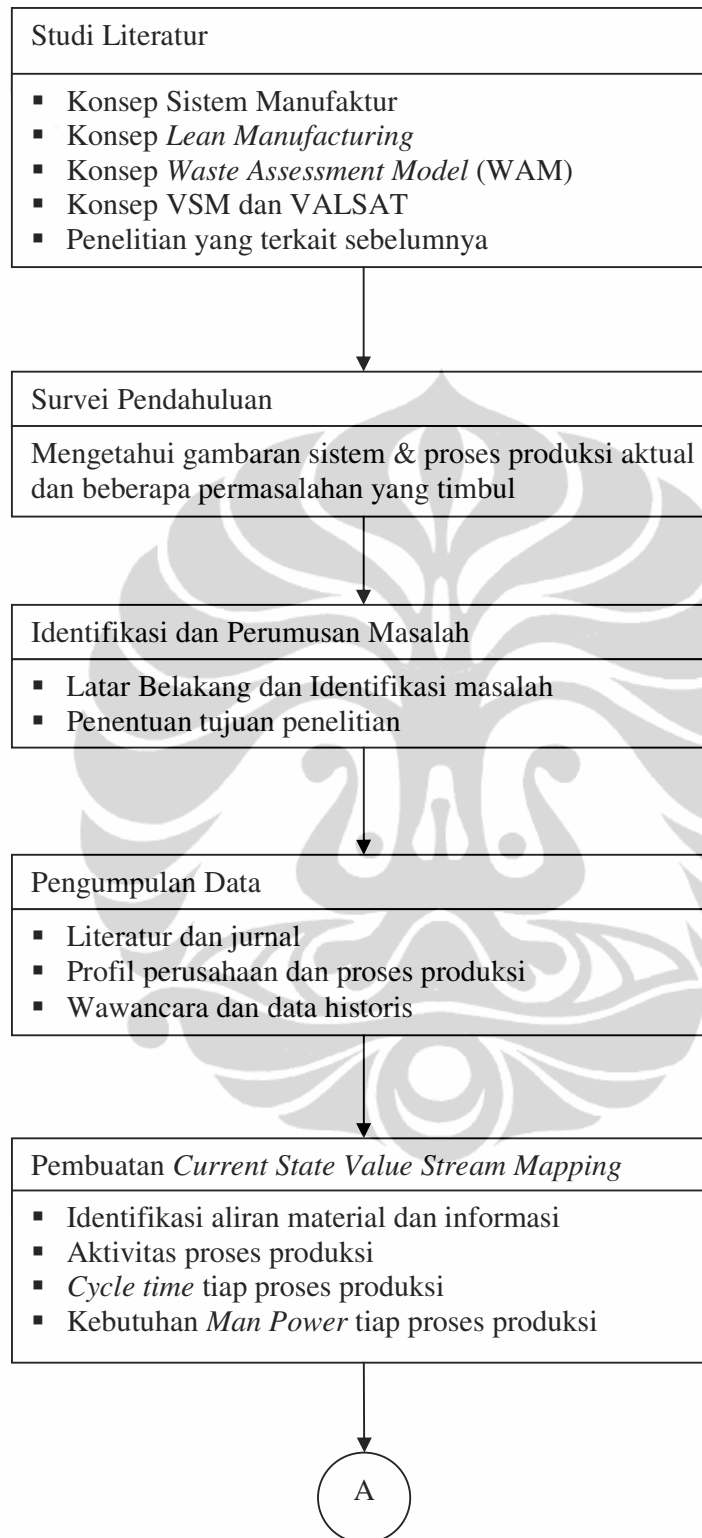 Studi Literatur
▪ Konsep Sistem Manufaktur
▪ Konsep Lean Manufacturing
▪ Konsep Waste Assessment Model (WAM)
▪ Konsep VSM dan VALSAT
▪ Penelitian yang terkait sebelumnya
Survei Pendahuluan
Mengetahui gambaran sistem & proses produksi aktual
dan beberapa permasalahan yang timbul
Identifikasi dan Perumusan Masalah
▪ Latar Belakang dan Identifikasi masalah
▪ Penentuan tujuan penelitian
Pengumpulan Data
▪ Literatur dan jurnal
▪ Profil perusahaan dan proses produksi
▪ Wawancara dan data historis
Pembuatan Current State Value Stream Mapping
▪ Identifikasi aliran material dan informasi
▪ Aktivitas proses produksi
▪ Cycle time tiap proses produksi
▪ Kebutuhan Man Power tiap proses produksi
A